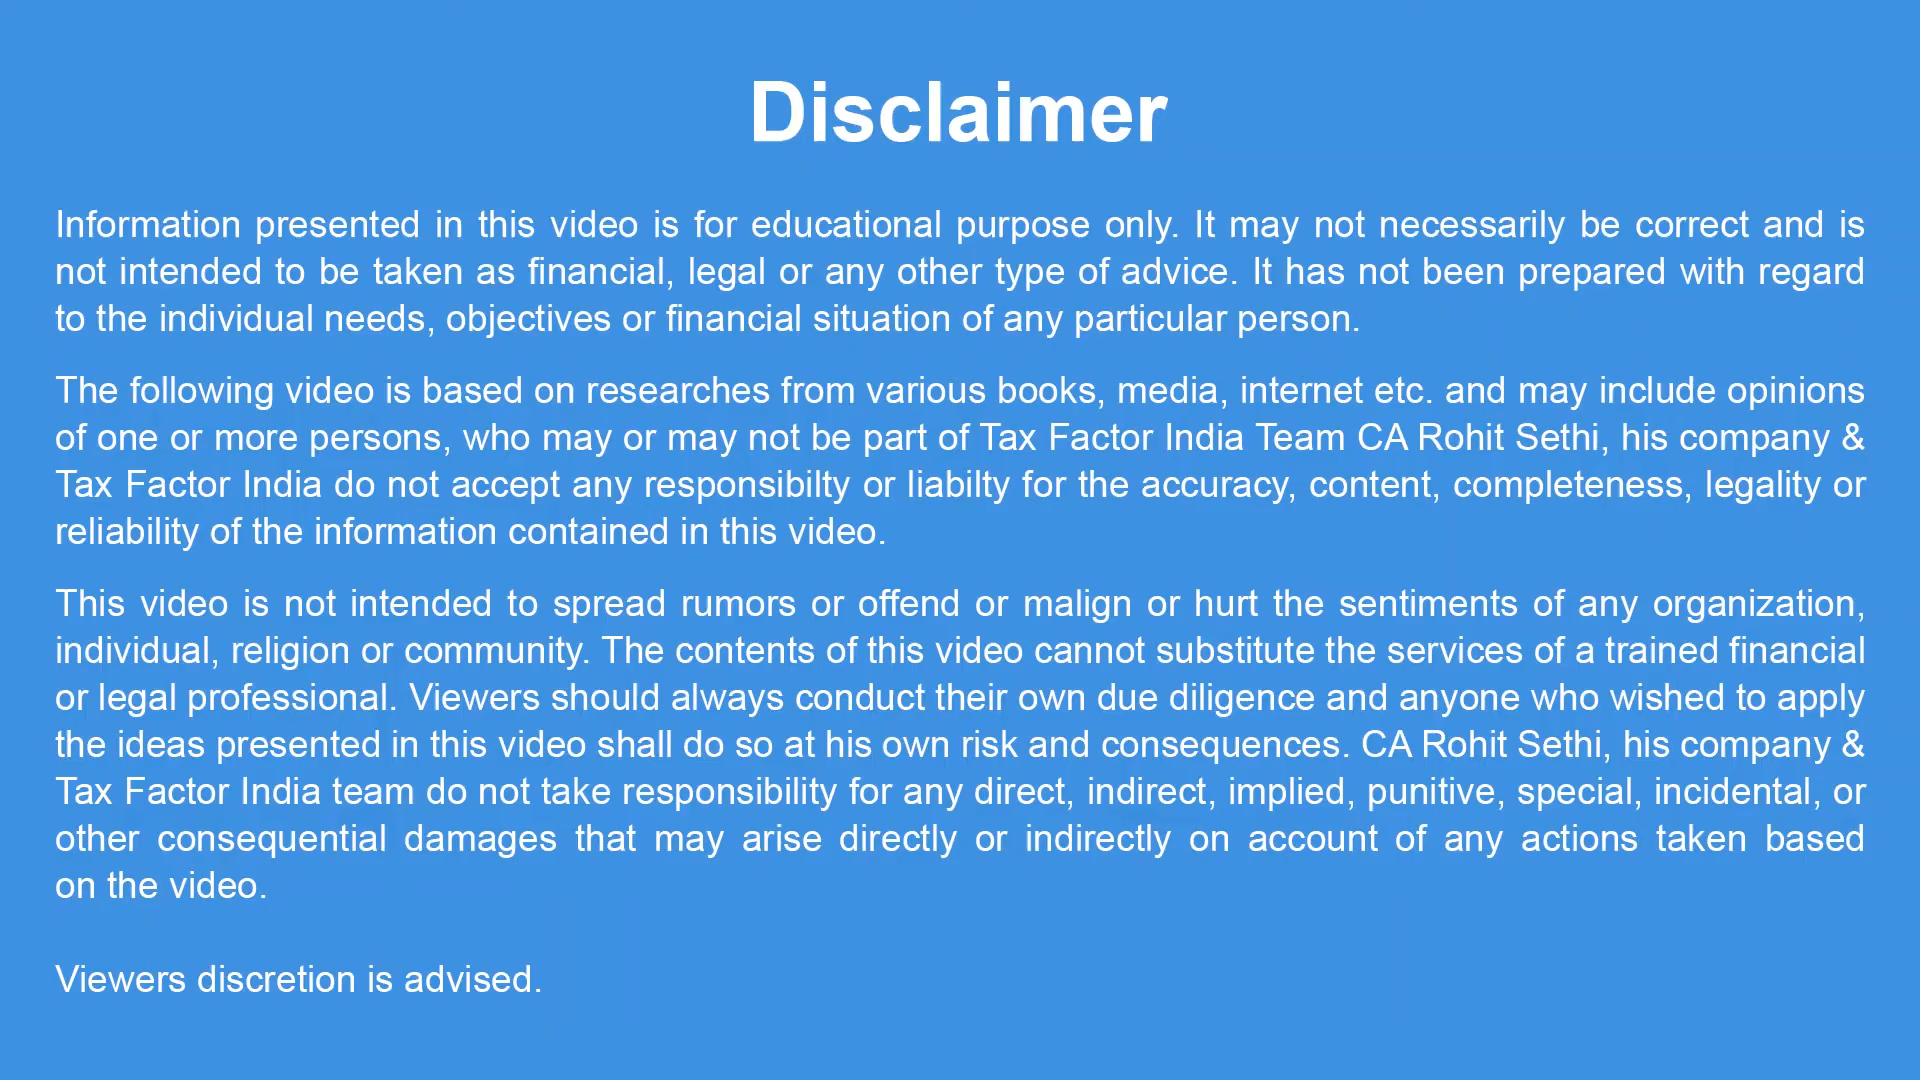 Disclaimer
Information presented in this video is for educational purpose only. It may not necessarily be correct and is
not intended to be taken as financial, legal or any other type of advice. It has not been prepared with regard
to the individual needs, objectives or financial situation of any particular person.
The following video is based on researches from various books, media, internet etc. and may include opinions
of one or more persons, who may or may not be part of Tax Factor India Team CA Rohit Sethi, his company &
Tax Factor India do not accept any responsibilty or liabilty for the accuracy, content, completeness, legality or
reliability of the information contained in this video.
This video is not intended to spread rumors or offend or malign or hurt the sentiments of any organization,
individual, religion or community. The contents of this video cannot substitute the services of a trained financial
or legal professional. Viewers should always conduct their own due diligence and anyone who wished to apply
the ideas presented in this video shall do so at his own risk and consequences. CA Rohit Sethi, his company &
Tax Factor India team do not take responsibility for any direct, indirect, implied, punitive, special, incidental, or
other consequential damages that may arise directly or indirectly on account of any actions taken based
on the video.
Viewers discretion is advised.